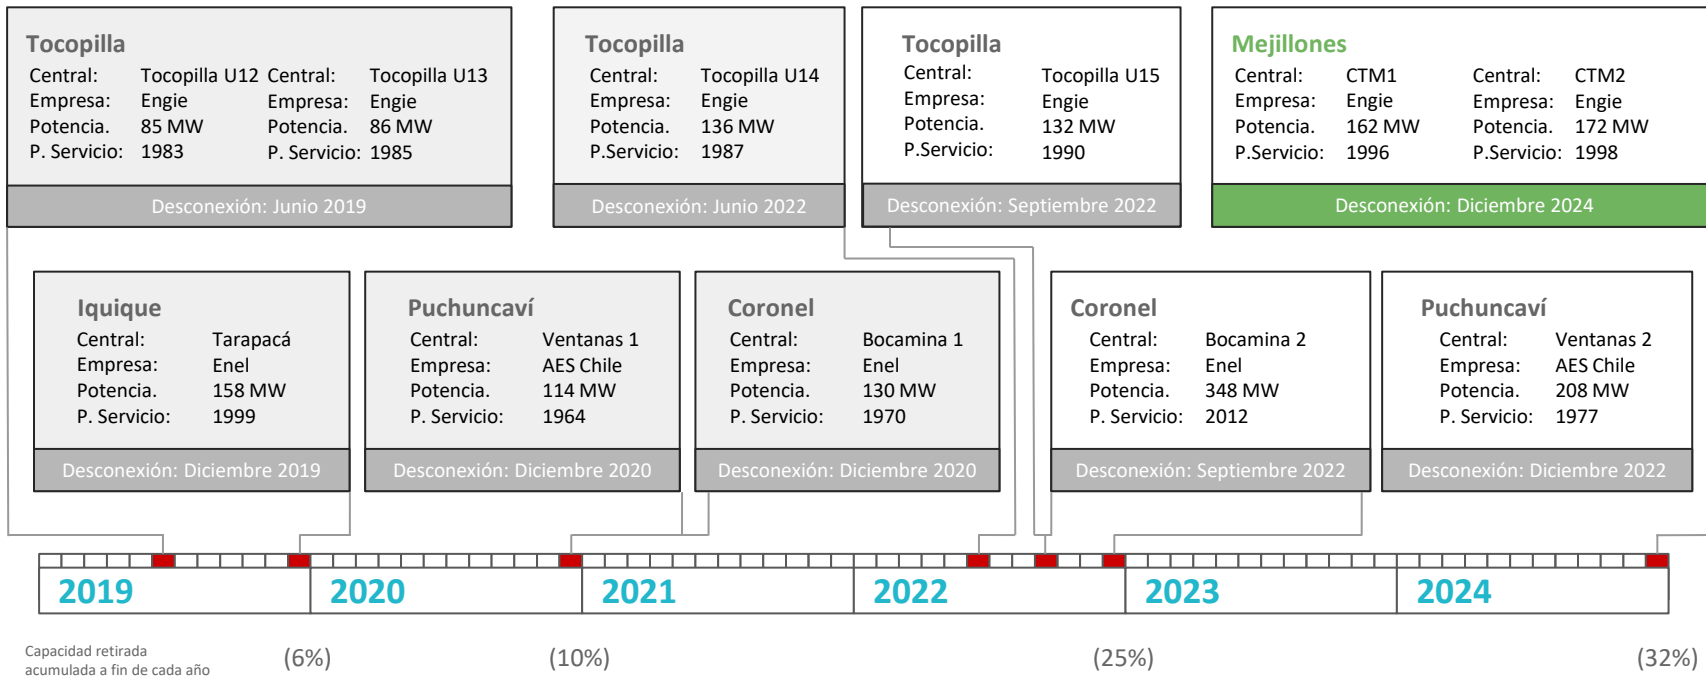 Tocopilla
Central: Tocopilla U12 Central: Tocopilla U13
Empresa: Engie Empresa: Engie
Potencia. 85 MW Potencia. 86 MW
P. Servicio: 1983 P. Servicio: 1985
Desconexión: Junio 2019
Tocopilla
Central: Tocopilla U14
Empresa: Engie
Potencia. 136 MW
P.Servicio: 1987
Desconexión: Junio 2022
Tocopilla
Central: Tocopilla U15
Empresa: Engie
Potencia. 132 MW
P.Servicio: 1990
Desconexión: Septiembre 2022
Mejillones
Central: CTM1 Central: CTM2
Empresa: Engie Empresa: Engie
Potencia. 162 MW Potencia. 172 MW
P.Servicio: 1996 P.Servicio: 1998
Desconexión: Diciembre 2024
Iquique
Central: Tarapacá
Empresa: Enel
Potencia. 158 MW
P. Servicio: 1999
Desconexión: Diciembre 2019
Puchuncaví
Central: Ventanas 1
Empresa: AES Chile
Potencia. 114 MW
P. Servicio: 1964
Desconexión: Diciembre 2020
Coronel
Central: Bocamina 1
Empresa: Enel
Potencia. 130 MW
P. Servicio: 1970
Desconexión: Diciembre 2020
Coronel
Central: Bocamina 2
Empresa: Enel
Potencia. 348 MW
P. Servicio: 2012
Desconexión: Septiembre 2022
Puchuncaví
Central: Ventanas 2
Empresa: AES Chile
Potencia. 208 MW
P. Servicio: 1977
Desconexión: Diciembre 2022
2019 2020 2021 2022 2023 2024
Capacidad retirada
acumulada a fin de cada año
(6%) (10%) (25%) (32%)